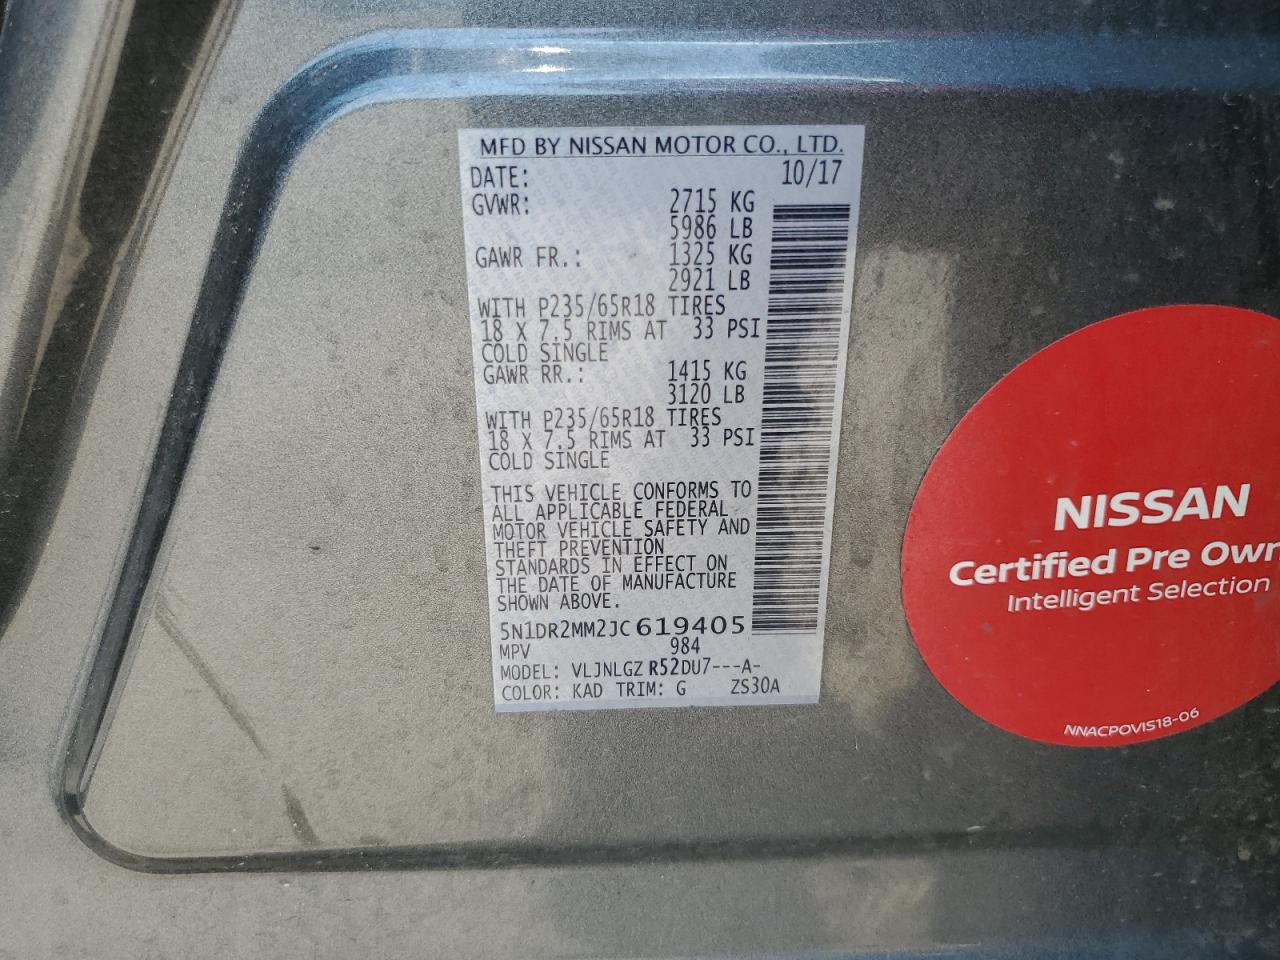 MFD BY NISSAN MOTOR CO., LTD.
DATE: 10/17
GVWR: 2715 KG
5986 LB
GAWR FR.: 1325 KG
2921 LB
WITH P235/65R18 TIRES
18 X 7.5 RIMS AT 33 PSI
COLD SINGLE
GAWR RR.: 1415 KG
3120 LB
WITH P235/65R18 TIRES
18 X 7.5 RIMS AT 33 PSI
COLD SINGLE
THIS VEHICLE CONFORMS TO
ALL APPLICABLE FEDERAL
MOTOR VEHICLE SAFETY AND
THEFT PREVENTION
STANDARDS IN EFFECT ON
THE DATE OF MANUFACTURE
SHOWN ABOVE.
5N1DR2MM2JC619405
MPV 984
MODEL: VLJNLGZ R52DU7---A-
COLOR: KAD TRIM: G ZS30A
NISSAN
Certified Pre Own
Intelligent Selection
NNACPOVIS18-06